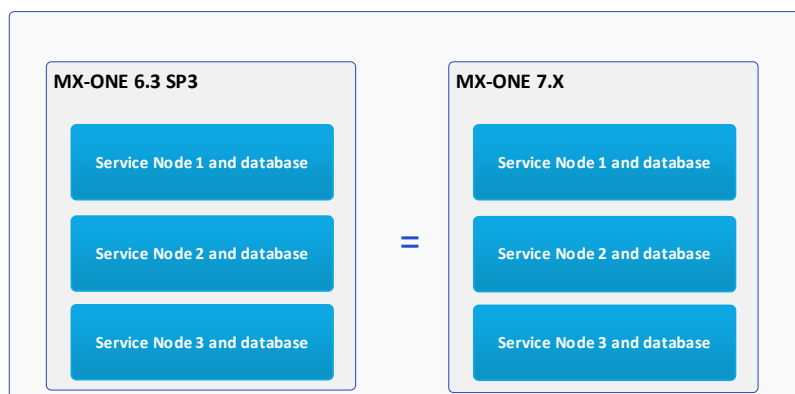 MX-ONE 6.3 SP3
Service Node 1 and database
Service Node 2 and database
Service Node 3 and database
=
MX-ONE 7.X
Service Node 1 and database
Service Node 2 and database
Service Node 3 and database